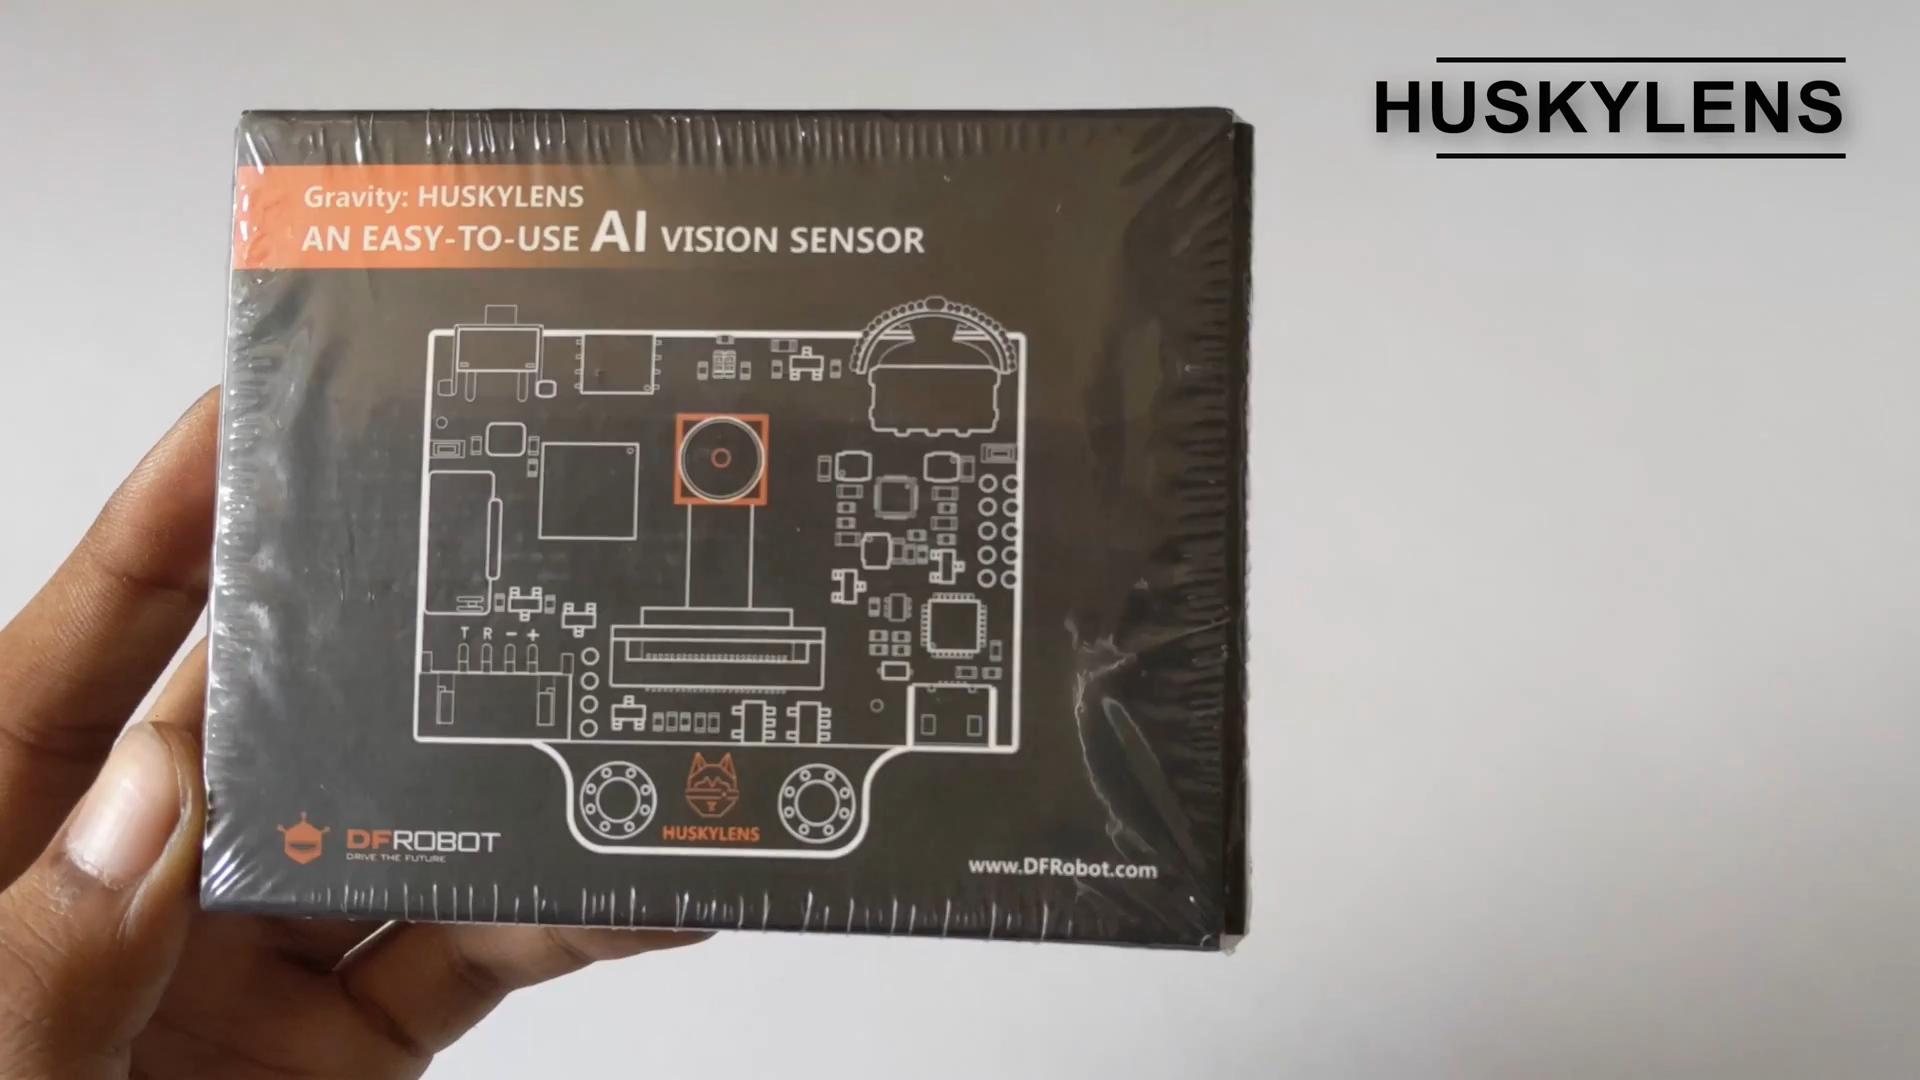 HUSKYLENS
Gravity: HUSKYLENS
AN EASY-TO-USE AI VISION SENSOR
T R - +
HUSKYLENS
DFROBOT
DRIVE THE FUTURE
www.DFRobot.com